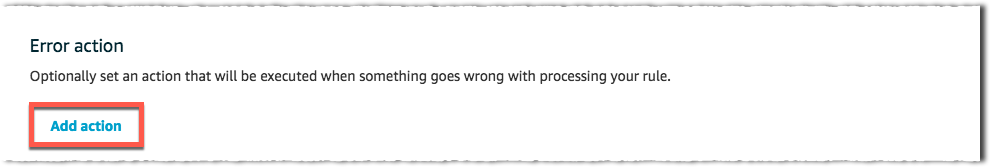 Error action
Optionally set an action that will be executed when something goes wrong with processing your rule.
Add action